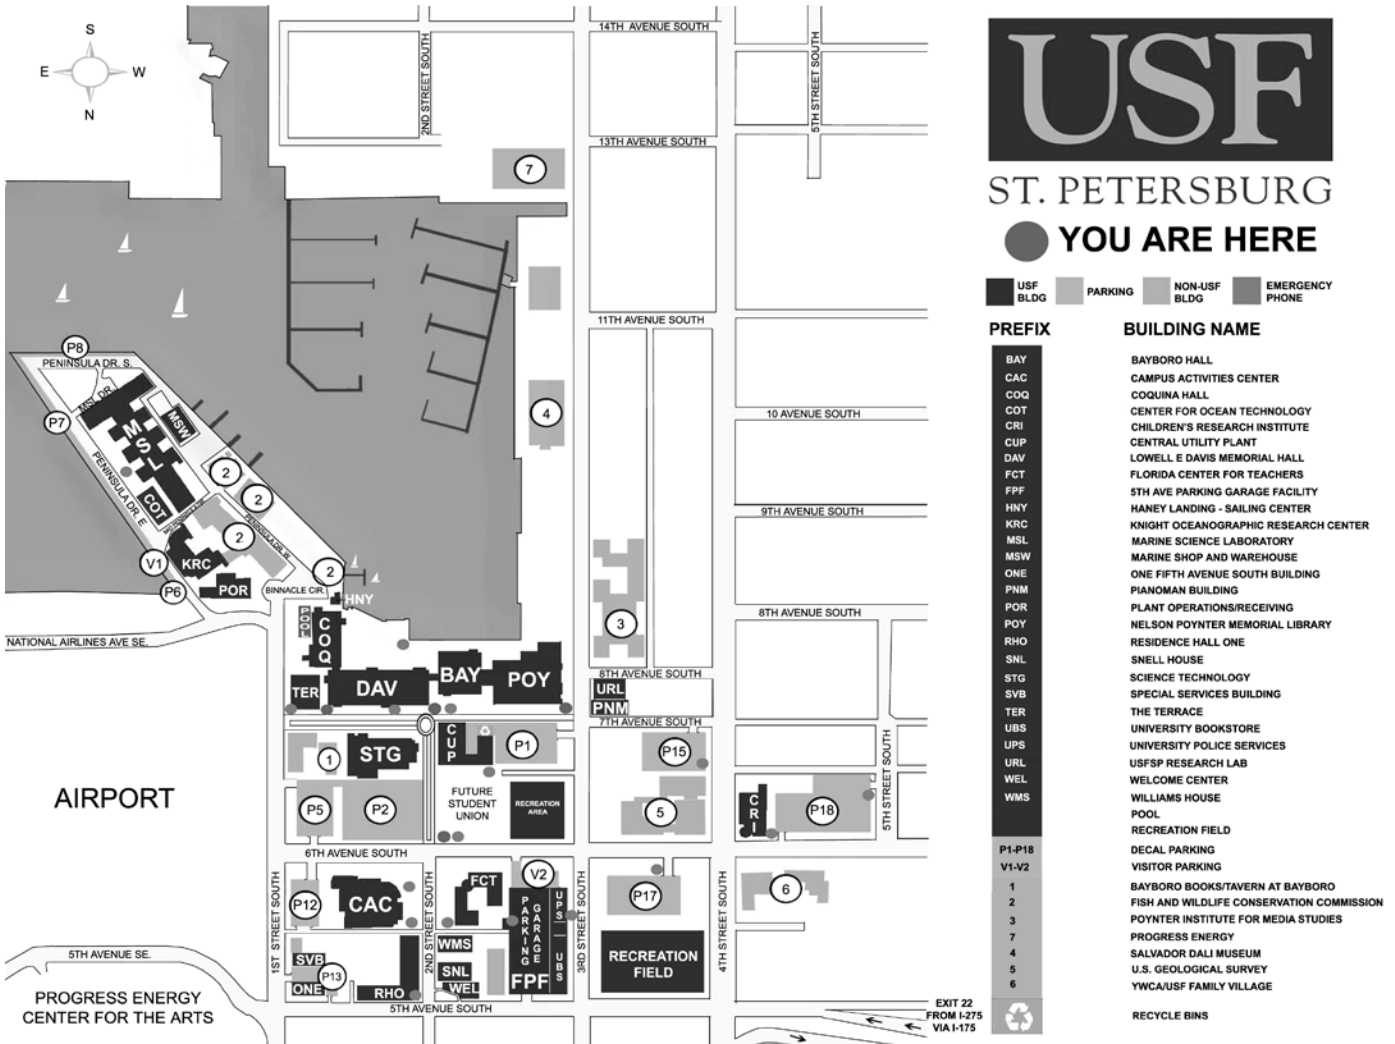 S
E
W
N
14TH AVENUE SOUTH
2ND STREET SOUTH
5TH STREET SOUTH
13TH AVENUE SOUTH
7
11TH AVENUE SOUTH
P8
PENINSULA DR. S.
MSL DR.
P7
MSW
MSL
4
10 AVENUE SOUTH
PENINSULA DR. E
2
2
COT
9TH AVENUE SOUTH
2
PENINSULA DR. W.
V1
KRC
2
P6
POR
BINNACLE CIR.
HNY
8TH AVENUE SOUTH
3
POOL
COQ
NATIONAL AIRLINES AVE SE.
8TH AVENUE SOUTH
TER
DAV
BAY
POY
URL
PNM
7TH AVENUE SOUTH
1
STG
CUP
P1
P15
5TH STREET SOUTH
AIRPORT
P5
P2
FUTURE
STUDENT
UNION
RECREATION
AREA
5
CRI
P18
6TH AVENUE SOUTH
1ST STREET SOUTH
P12
CAC
2ND STREET SOUTH
FCT
V2
PARKING
GARAGE
UPS
UBS
FPF
3RD STREET SOUTH
P17
4TH STREET SOUTH
6
5TH AVENUE SE.
SVB
P13
ONE
RHO
WMS
SNL
WEL
RECREATION
FIELD
5TH AVENUE SOUTH
PROGRESS ENERGY
CENTER FOR THE ARTS
EXIT 22
FROM I-275
VIA I-175
USF
ST. PETERSBURG
YOU ARE HERE
USF
BLDG
PARKING
NON-USF
BLDG
EMERGENCY
PHONE
PREFIX BUILDING NAME
BAY BAYBORO HALL
CAC CAMPUS ACTIVITIES CENTER
COQ COQUINA HALL
COT CENTER FOR OCEAN TECHNOLOGY
CRI CHILDREN'S RESEARCH INSTITUTE
CUP CENTRAL UTILITY PLANT
DAV LOWELL E DAVIS MEMORIAL HALL
FCT FLORIDA CENTER FOR TEACHERS
FPF 5TH AVE PARKING GARAGE FACILITY
HNY HANEY LANDING - SAILING CENTER
KRC KNIGHT OCEANOGRAPHIC RESEARCH CENTER
MSL MARINE SCIENCE LABORATORY
MSW MARINE SHOP AND WAREHOUSE
ONE ONE FIFTH AVENUE SOUTH BUILDING
PNM PIANOMAN BUILDING
POR PLANT OPERATIONS/RECEIVING
POY NELSON POYNTER MEMORIAL LIBRARY
RHO RESIDENCE HALL ONE
SNL SNELL HOUSE
STG SCIENCE TECHNOLOGY
SVB SPECIAL SERVICES BUILDING
TER THE TERRACE
UBS UNIVERSITY BOOKSTORE
UPS UNIVERSITY POLICE SERVICES
URL USFSP RESEARCH LAB
WEL WELCOME CENTER
WMS WILLIAMS HOUSE
POOL
RECREATION FIELD
P1-P18 DECAL PARKING
V1-V2 VISITOR PARKING
1 BAYBORO BOOKS/TAVERN AT BAYBORO
2 FISH AND WILDLIFE CONSERVATION COMMISSION
3 POYNTER INSTITUTE FOR MEDIA STUDIES
7 PROGRESS ENERGY
4 SALVADOR DALI MUSEUM
5 U.S. GEOLOGICAL SURVEY
6 YWCA/USF FAMILY VILLAGE
RECYCLE BINS